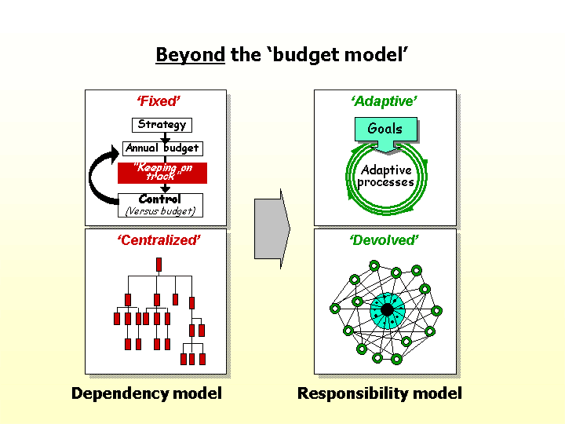 Beyond the ‘budget model’
‘Fixed’
Strategy
Annual budget
"Keeping on
track"
Control
(Versus budget)
‘Centralized’
Dependency model
‘Adaptive’
Goals
Adaptive
processes
‘Devolved’
Responsibility model